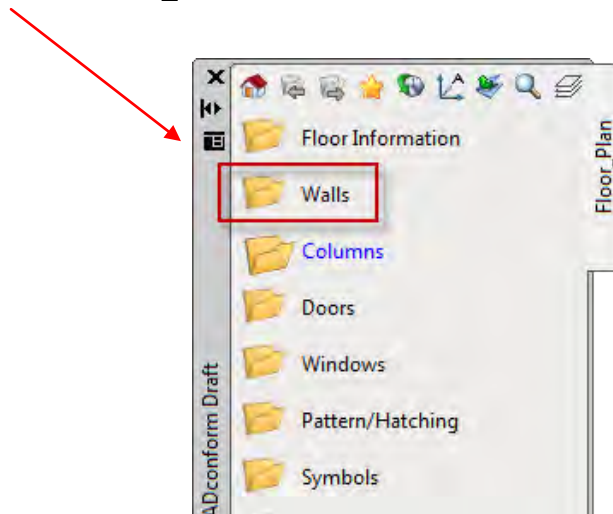 Floor Information
Walls
Columns
Doors
Windows
Pattern/Hatching
Symbols
Floor_Plan
ADconform Draft